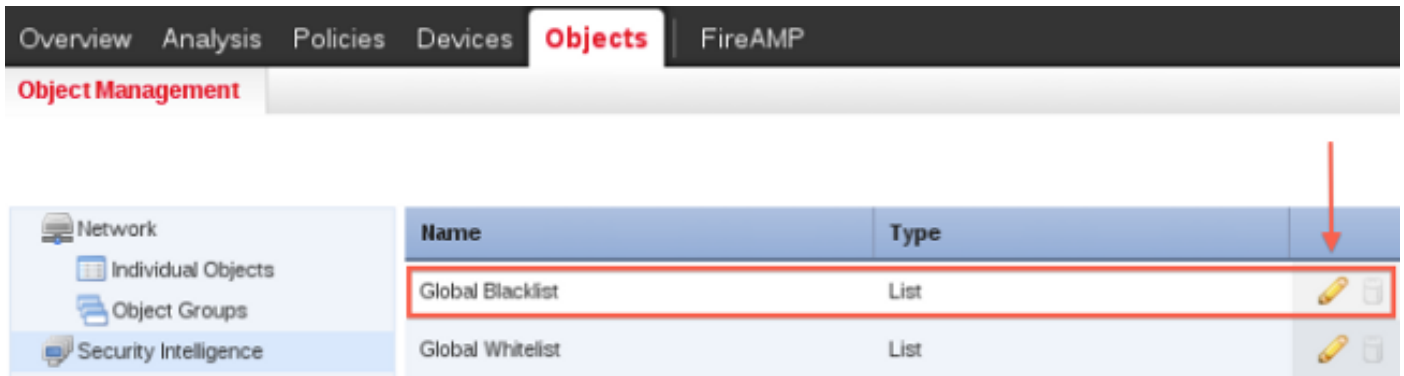 Overview Analysis Policies Devices Objects FireAMP
Object Management
Network
Individual Objects
Object Groups
Security Intelligence
Name Type
Global Blacklist List
Global Whitelist List